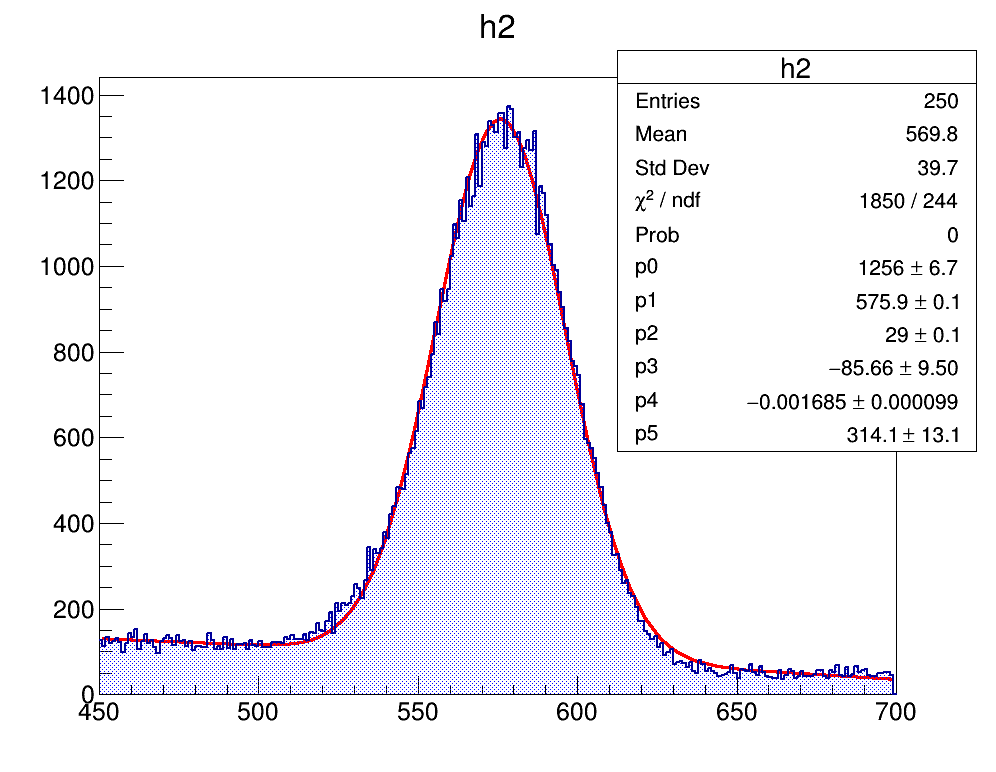 h2
h2
Entries 250
Mean 569.8
Std Dev 39.7
χ² / ndf 1850 / 244
Prob 0
p0 1256 ± 6.7
p1 575.9 ± 0.1
p2 29 ± 0.1
p3 −85.66 ± 9.50
p4 −0.001685 ± 0.000099
p5 314.1 ± 13.1
1400
1200
1000
800
600
400
200
0
450 500 550 600 650 700